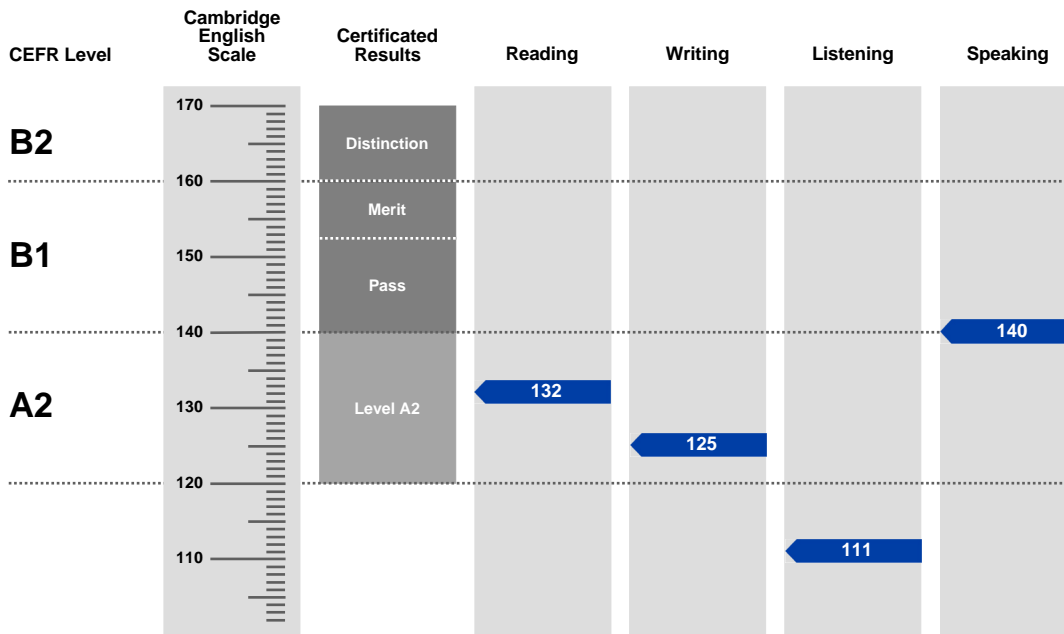 CEFR Level
Cambridge
English
Scale
Certificated
Results
Reading
Writing
Listening
Speaking
170
B2
Distinction
160
Merit
B1
150
Pass
140
140
132
A2
130
Level A2
125
120
111
110